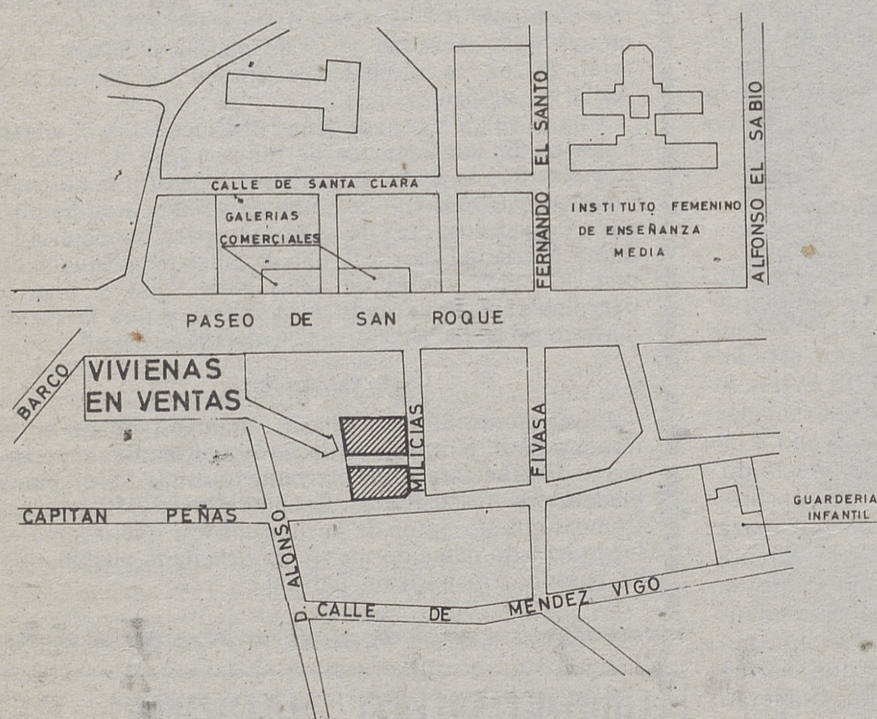 FERNANDO EL SANTO
ALFONSO EL SABIO
CALLE DE SANTA CLARA
GALERIAS
COMERCIALES
INSTITUTO FEMENINO
DE ENSEÑANZA
MEDIA
PASEO DE SAN ROQUE
BARCO
VIVIENAS
EN VENTAS
MILICIAS
FIVASA
CAPITAN PEÑAS
D. ALONSO
GUARDERIA
INFANTIL
CALLE DE MENDEZ VIGO